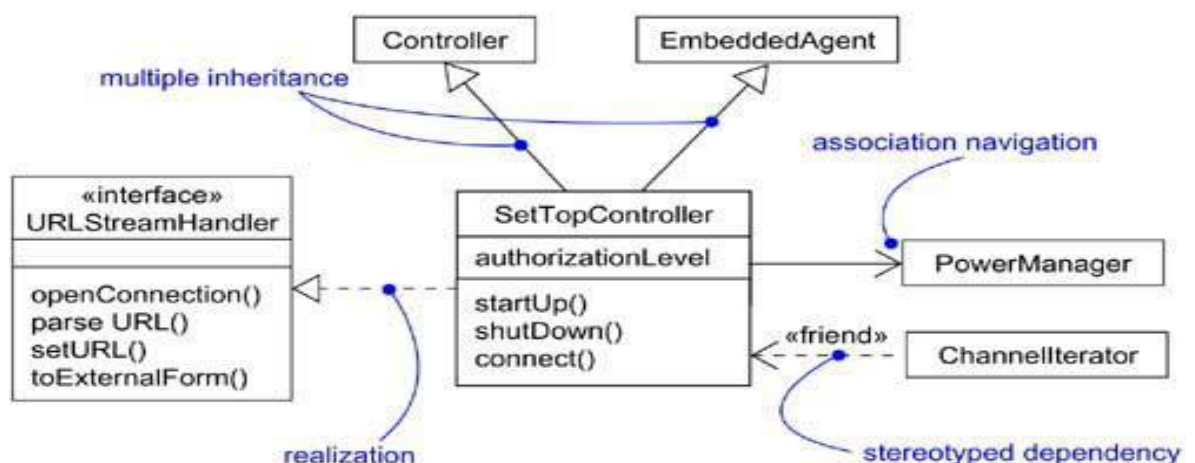 Controller
EmbeddedAgent
multiple inheritance
association navigation
«interface»
URLStreamHandler
openConnection()
parse URL()
setURL()
toExternalForm()
SetTopController
authorizationLevel
startUp()
shutDown()
connect()
PowerManager
«friend»
ChannelIterator
realization
stereotyped dependency